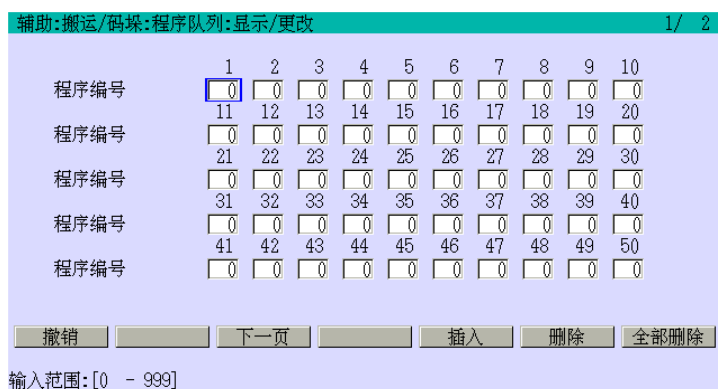 辅助:搬运/码垛:程序队列:显示/更改 1/ 2
1 2 3 4 5 6 7 8 9 10
程序编号 0 0 0 0 0 0 0 0 0 0
11 12 13 14 15 16 17 18 19 20
程序编号 0 0 0 0 0 0 0 0 0 0
21 22 23 24 25 26 27 28 29 30
程序编号 0 0 0 0 0 0 0 0 0 0
31 32 33 34 35 36 37 38 39 40
程序编号 0 0 0 0 0 0 0 0 0 0
41 42 43 44 45 46 47 48 49 50
程序编号 0 0 0 0 0 0 0 0 0 0
撤销 下一页 插入 删除 全部删除
输入范围:[0 - 999]